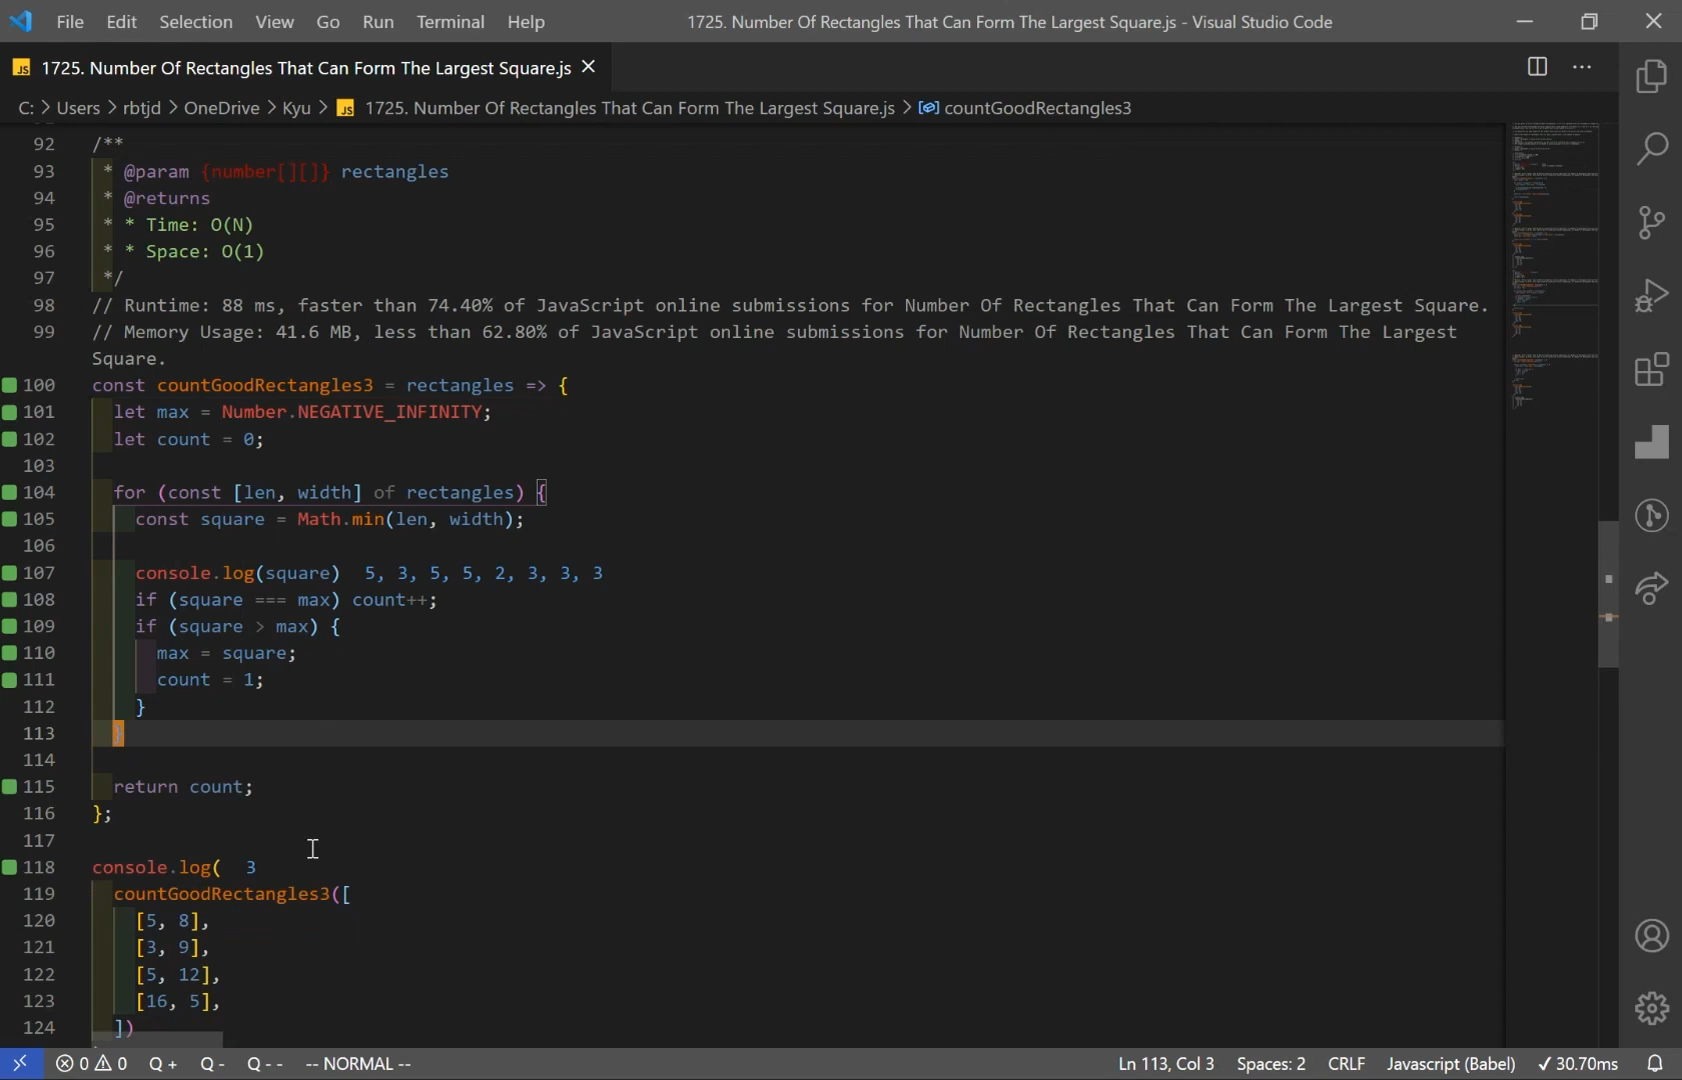 File Edit Selection View Go Run Terminal Help 1725. Number Of Rectangles That Can Form The Largest Square.js - Visual Studio Code
JS 1725. Number Of Rectangles That Can Form The Largest Square.js
C: > Users > rbtjd > OneDrive > Kyu > JS 1725. Number Of Rectangles That Can Form The Largest Square.js > countGoodRectangles3
92 /**
93 * @param {number[][]} rectangles
94 * @returns
95 * * Time: O(N)
96 * * Space: O(1)
97 */
98 // Runtime: 88 ms, faster than 74.40% of JavaScript online submissions for Number Of Rectangles That Can Form The Largest Square.
99 // Memory Usage: 41.6 MB, less than 62.80% of JavaScript online submissions for Number Of Rectangles That Can Form The Largest
Square.
100 const countGoodRectangles3 = rectangles => {
101 let max = Number.NEGATIVE_INFINITY;
102 let count = 0;
103
104 for (const [len, width] of rectangles) {
105 const square = Math.min(len, width);
106
107 console.log(square) 5, 3, 5, 5, 2, 3, 3, 3
108 if (square === max) count++;
109 if (square > max) {
110 max = square;
111 count = 1;
112 }
113 }
114
115 return count;
116 };
117
118 console.log( 3
119 countGoodRectangles3([
120 [5, 8],
121 [3, 9],
122 [5, 12],
123 [16, 5],
124 ])
0 0 Q + Q - Q - - -- NORMAL -- Ln 113, Col 3 Spaces: 2 CRLF Javascript (Babel) ✓ 30.70ms